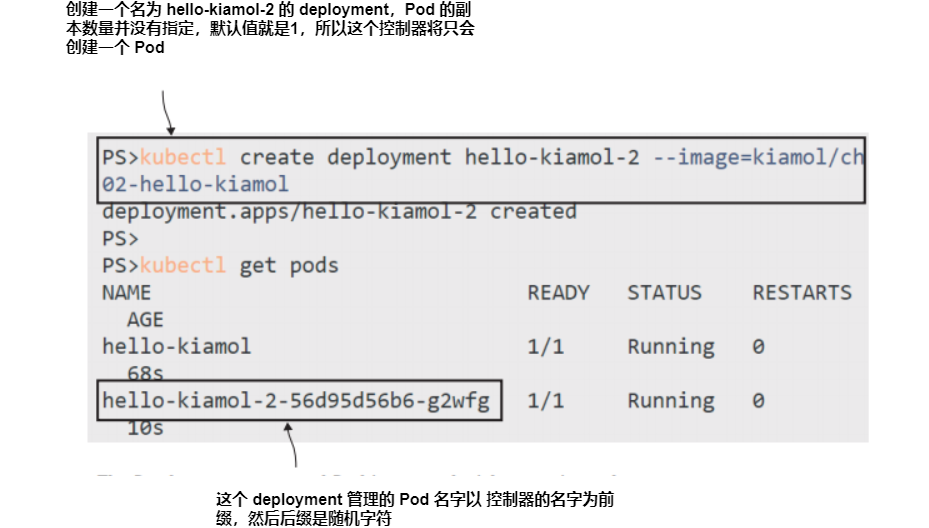 创建一个名为 hello-kiamol-2 的 deployment，Pod 的副
本数量并没有指定，默认值就是1，所以这个控制器将只会
创建一个 Pod
PS>kubectl create deployment hello-kiamol-2 --image=kiamol/ch
02-hello-kiamol
deployment.apps/hello-kiamol-2 created
PS>
PS>kubectl get pods
NAME READY STATUS RESTARTS
AGE
hello-kiamol 1/1 Running 0
68s
hello-kiamol-2-56d95d56b6-g2wfg 1/1 Running 0
10s
这个 deployment 管理的 Pod 名字以 控制器的名字为前
缀，然后后缀是随机字符